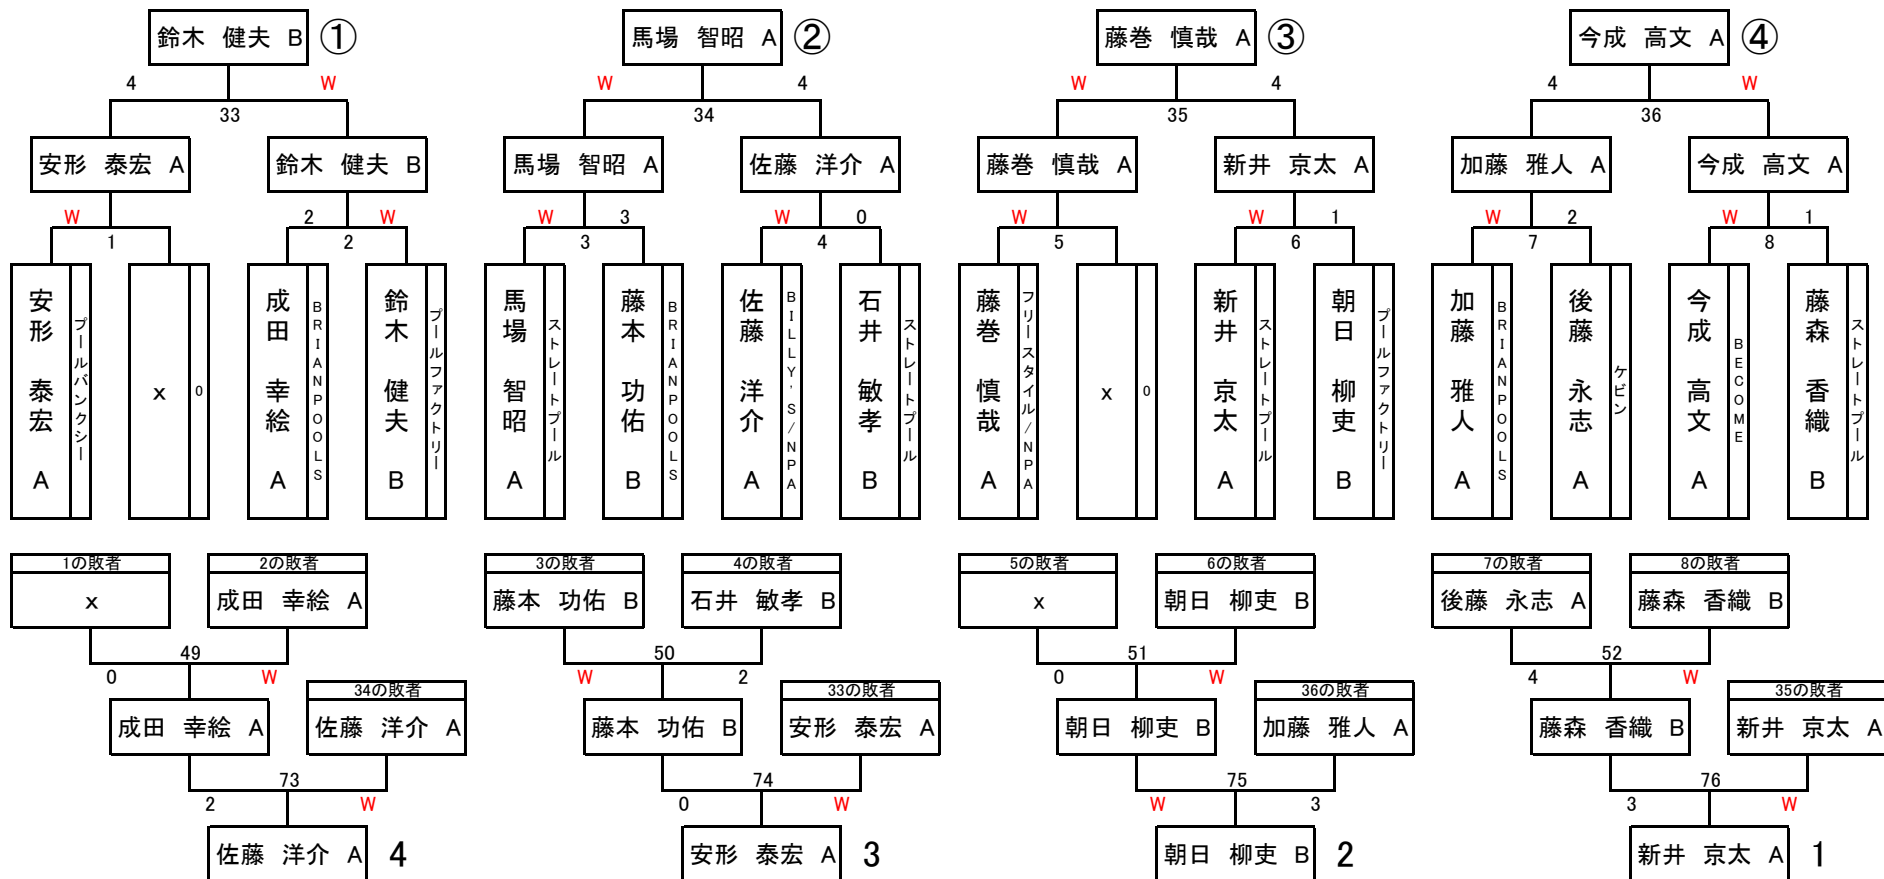 鈴木 健夫 B ①
馬場 智昭 A ②
藤巻 慎哉 A ③
今成 高文 A ④
4 W W 4 W 4 4 W
33 34 35 36
安形 泰宏 A
鈴木 健夫 B
馬場 智昭 A
佐藤 洋介 A
藤巻 慎哉 A
新井 京太 A
加藤 雅人 A
今成 高文 A
W 2 W W 3 W 0 W W 1 W 2 W 1
1 2 3 4 5 6 7 8
安形 泰宏 A
プールバンクシー
x
0
成田 幸絵 A
BRIANPOOLS
鈴木 健夫 B
プールファクトリー
馬場 智昭 A
ストレートプール
藤本 功佑 B
BRIANPOOLS
佐藤 洋介 A
BILLY'S/NPA
石井 敏孝 B
ストレートプール
藤巻 慎哉 A
フリースタイル/NPA
x
0
新井 京太 A
ストレートプール
朝日 柳吏 B
プールファクトリー
加藤 雅人 A
BRIANPOOLS
後藤 永志 A
ケビン
今成 高文 A
BECOME
藤森 香織 B
ストレートプール
1の敗者 2の敗者 3の敗者 4の敗者 5の敗者 6の敗者 7の敗者 8の敗者
x
成田 幸絵 A
藤本 功佑 B
石井 敏孝 B
x
朝日 柳吏 B
後藤 永志 A
藤森 香織 B
49 50 51 52
0 W W 2 0 W 4 W
34の敗者 33の敗者 36の敗者 35の敗者
成田 幸絵 A
佐藤 洋介 A
藤本 功佑 B
安形 泰宏 A
朝日 柳吏 B
加藤 雅人 A
藤森 香織 B
新井 京太 A
73 74 75 76
2 W 0 W W 3 3 W
佐藤 洋介 A 4
安形 泰宏 A 3
朝日 柳吏 B 2
新井 京太 A 1